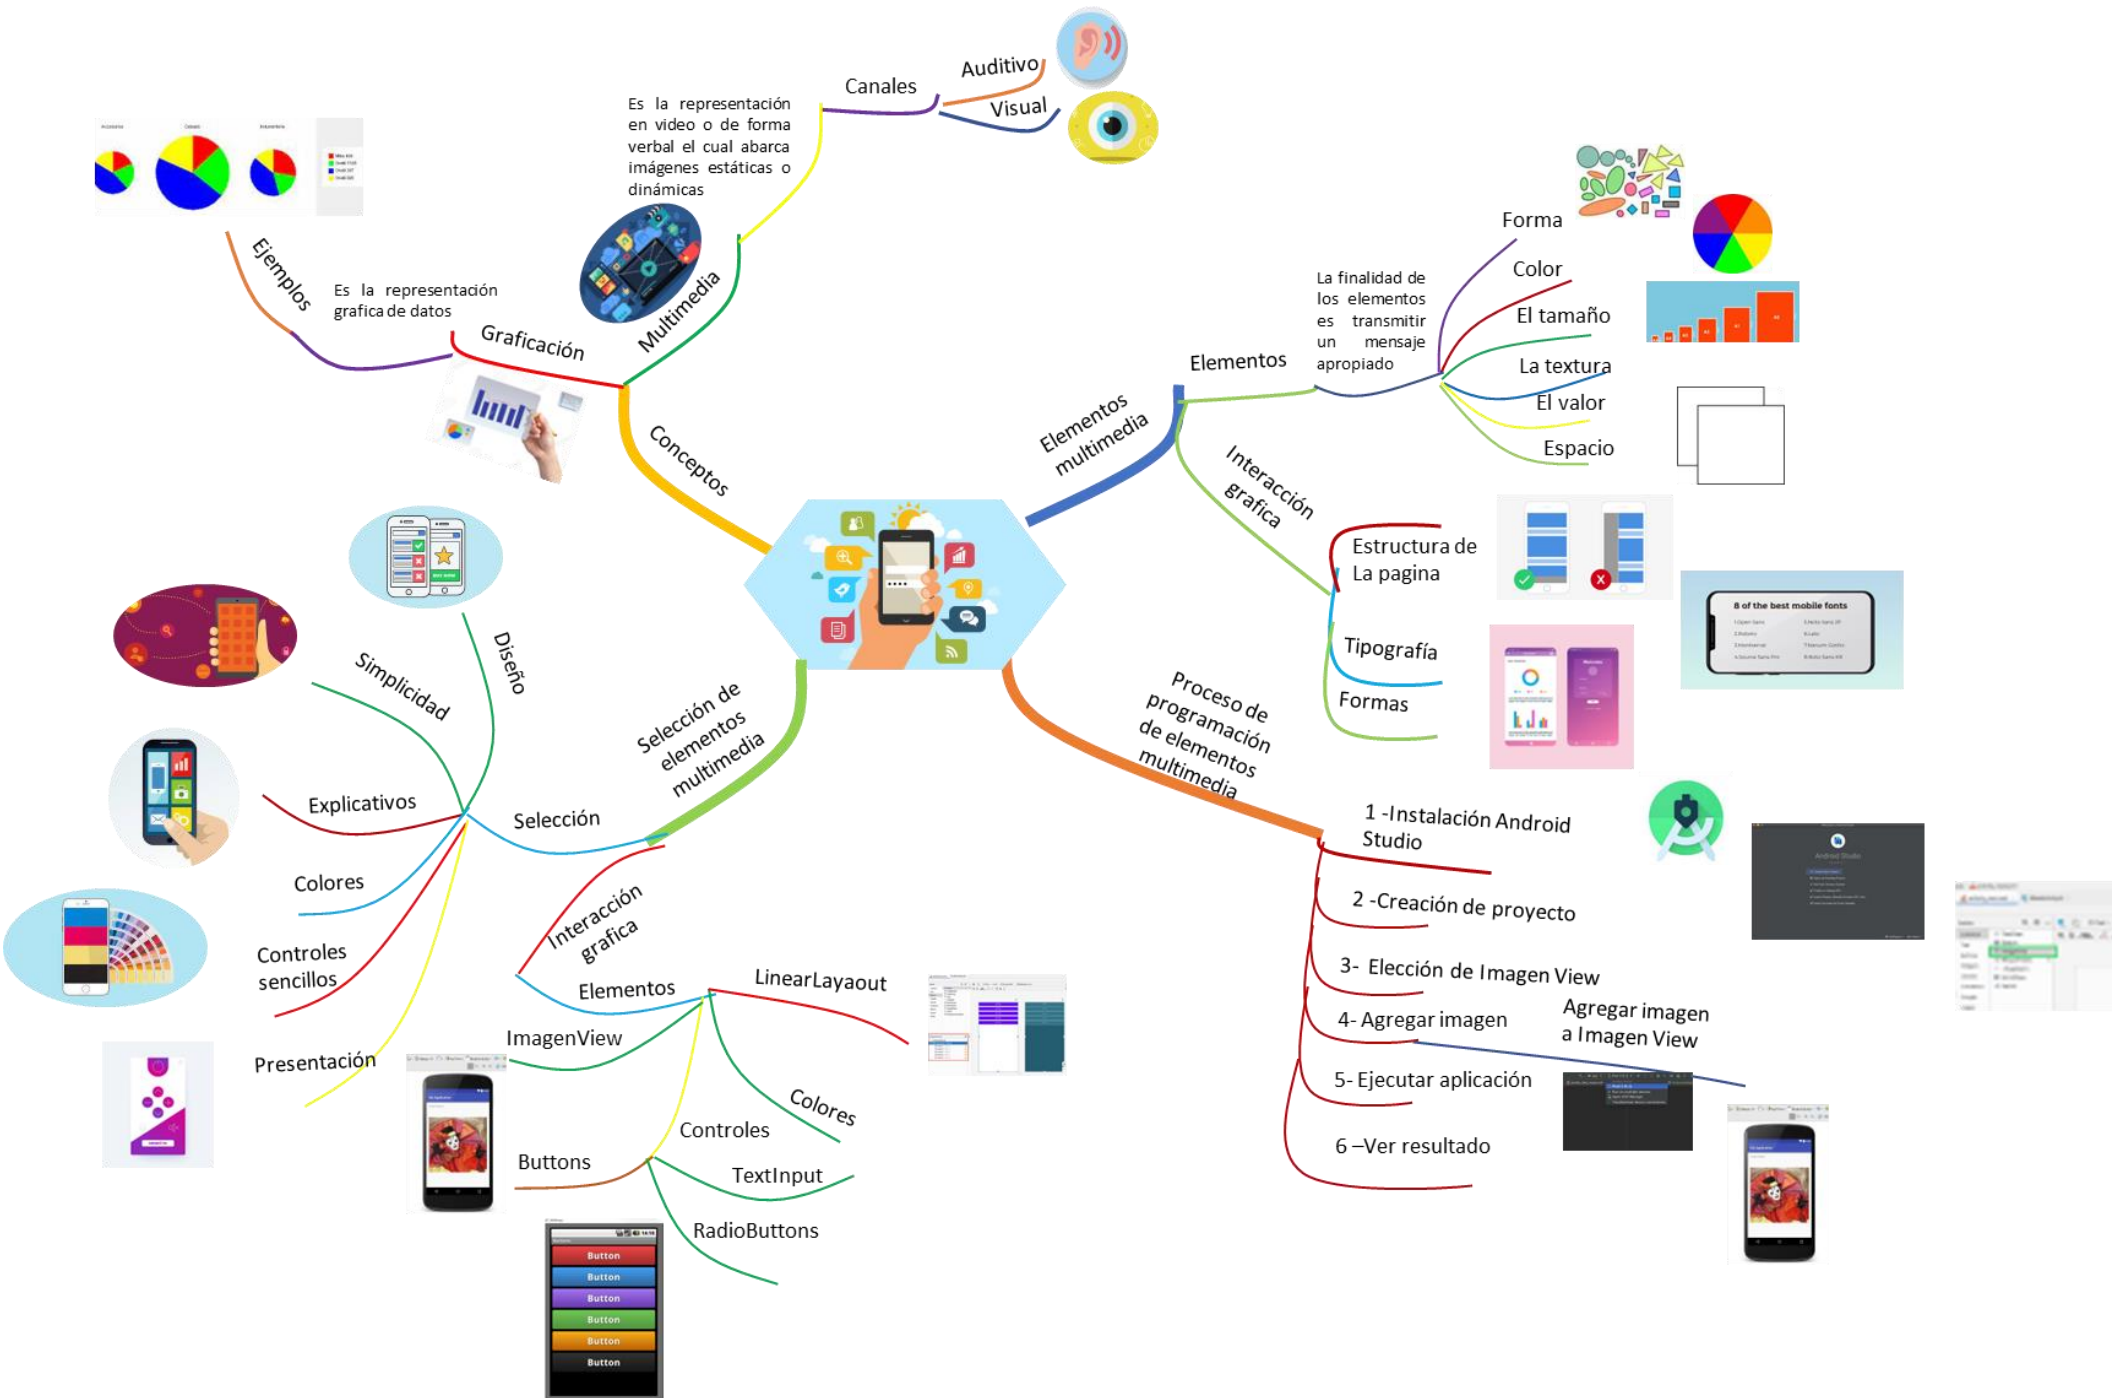 Auditivo
Canales
Visual
Es la representación
en video o de forma
verbal el cual abarca
imágenes estáticas o
dinámicas
Multimedia
Ejemplos
Es la representación
grafica de datos
Graficación
Conceptos
Elementos
multimedia
Elementos
La finalidad de
los elementos
es transmitir
un mensaje
apropiado
Forma
Color
El tamaño
La textura
El valor
Espacio
Interacción
grafica
Estructura de
La pagina
Tipografía
Formas
8 of the best mobile fonts
Proceso de
programación
de elementos
multimedia
1 -Instalación Android
Studio
Android Studio
2 -Creación de proyecto
3- Elección de Imagen View
4- Agregar imagen
Agregar imagen
a Imagen View
5- Ejecutar aplicación
6 –Ver resultado
Selección de
elementos
multimedia
Selección
Diseño
Simplicidad
Explicativos
Colores
Controles
sencillos
Presentación
Interacción
grafica
Elementos
LinearLayaout
ImagenView
Colores
Controles
Buttons
TextInput
RadioButtons
Button
Button
Button
Button
Button
Button